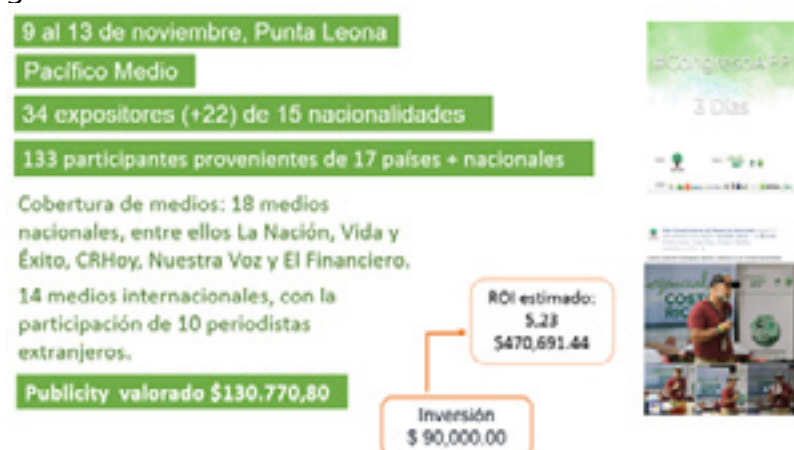 9 al 13 de noviembre, Punta Leona
Pacífico Medio
34 expositores (+22) de 15 nacionalidades
133 participantes provenientes de 17 países + nacionales
Cobertura de medios: 18 medios
nacionales, entre ellos La Nación, Vida y
Éxito, CRHoy, Nuestra Voz y El Financiero.
14 medios internacionales, con la
participación de 10 periodistas
extranjeros.
Publicity valorado $130.770,80
ROI estimado:
5.23
$470,691.44
Inversión
$ 90,000.00
#CongresoAPP
3 Días
COSTA